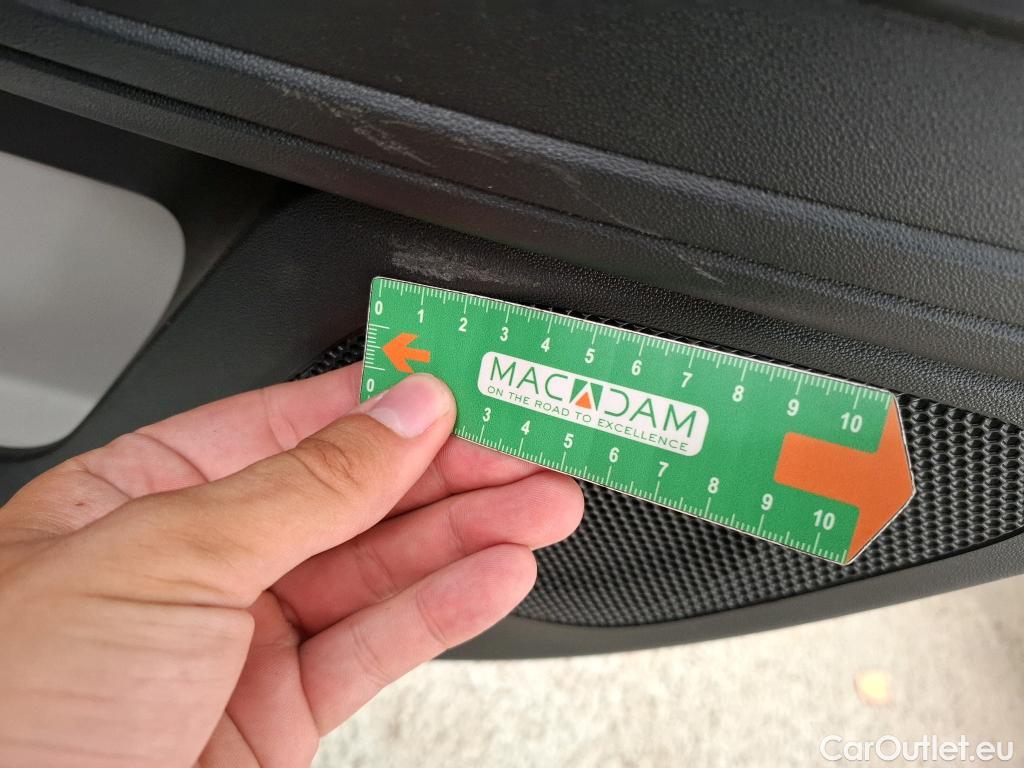 0 1 2 3 4 5 6 7 8 9 10
MACADAM
ON THE ROAD TO EXCELLENCE
0 3 4 5 6 7 8 9 10
CarOutlet.eu